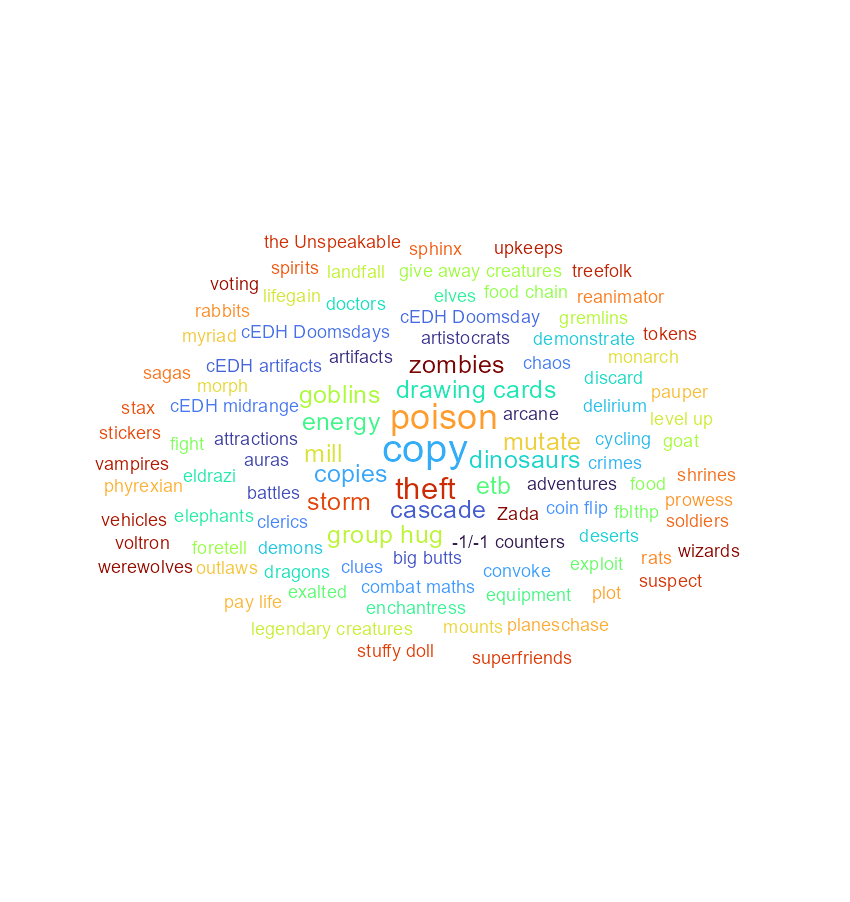 the Unspeakable
sphinx
upkeeps
spirits
landfall
give away creatures
treefolk
voting
lifegain
doctors
elves
food chain
reanimator
rabbits
cEDH Doomsday
gremlins
myriad
cEDH Doomsdays
artistocrats
demonstrate
tokens
artifacts
monarch
sagas
cEDH artifacts
zombies
chaos
discard
morph
goblins
drawing cards
pauper
stax
cEDH midrange
poison
arcane
delirium
level up
stickers
energy
fight
attractions
copy
mutate
cycling
goat
vampires
auras
mill
dinosaurs
crimes
eldrazi
copies
shrines
phyrexian
battles
theft
etb
adventures
food
storm
prowess
vehicles
elephants
clerics
cascade
Zada
coin flip
fblthp
soldiers
voltron
foretell
demons
group hug
-1/-1 counters
deserts
wizards
werewolves
outlaws
dragons
clues
big butts
convoke
exploit
rats
suspect
pay life
exalted
combat maths
enchantress
equipment
plot
legendary creatures
mounts
planeschase
stuffy doll
superfriends